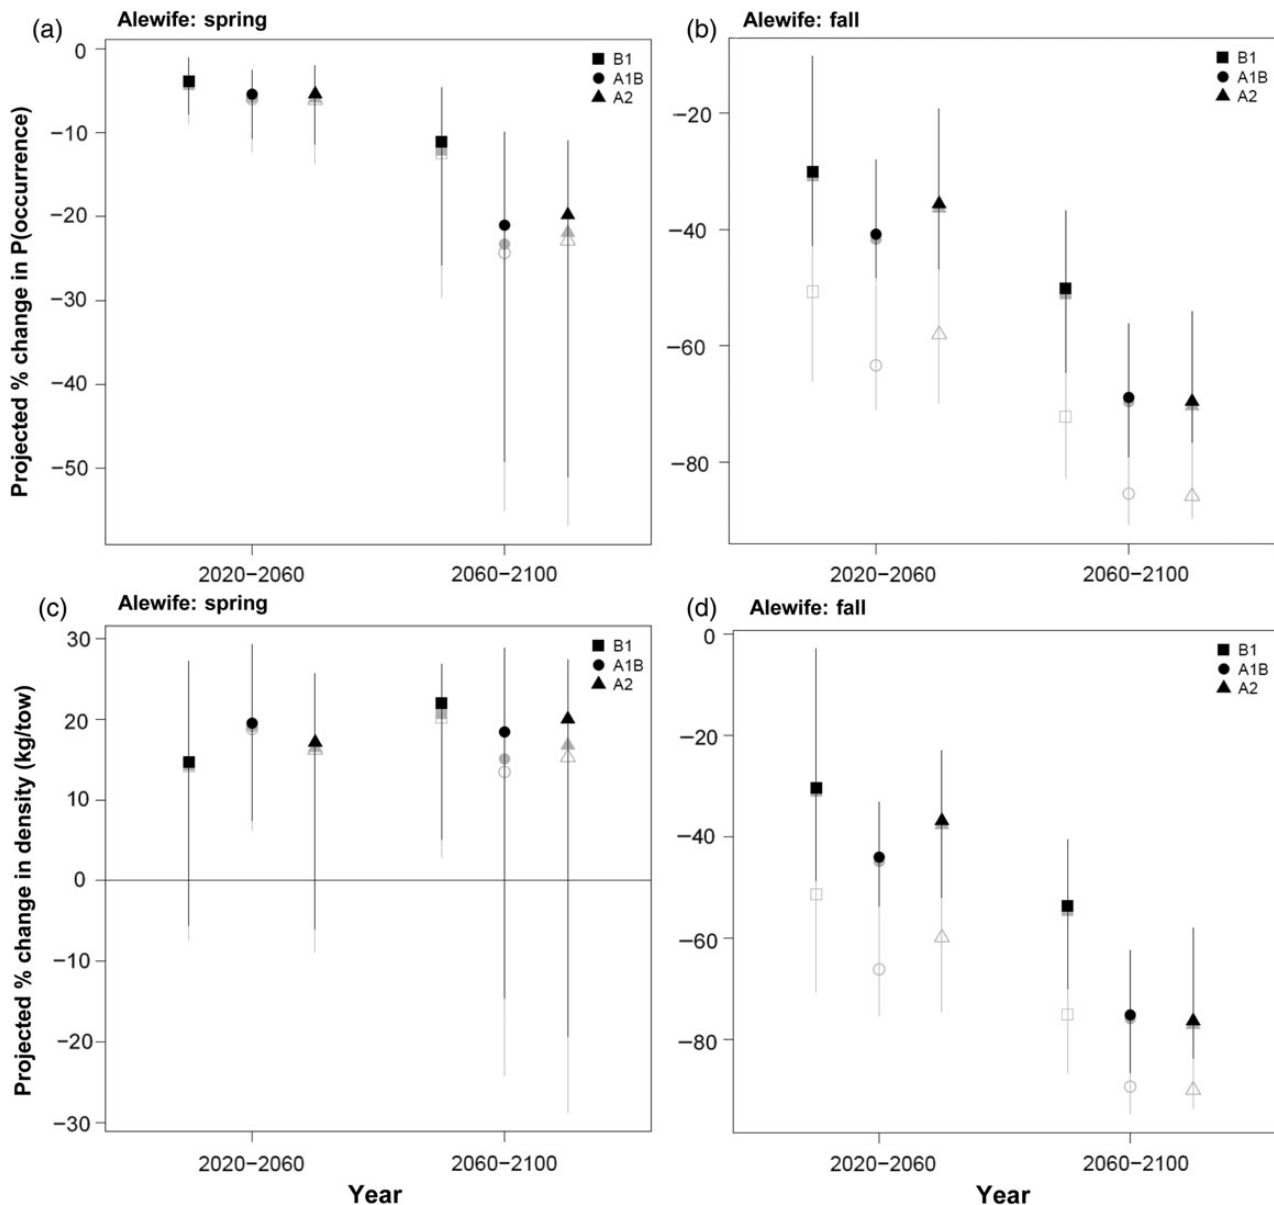 (a) Alewife: spring
Projected % change in P(occurrence)
0
−10
−20
−30
−40
−50
B1
A1B
A2
2020−2060 2060−2100
(b) Alewife: fall
−20
−40
−60
−80
B1
A1B
A2
2020−2060 2060−2100
(c) Alewife: spring
Projected % change in density (kg/tow)
30
20
10
0
−10
−20
−30
B1
A1B
A2
2020−2060 2060−2100
Year
(d) Alewife: fall
0
−20
−40
−60
−80
B1
A1B
A2
2020−2060 2060−2100
Year